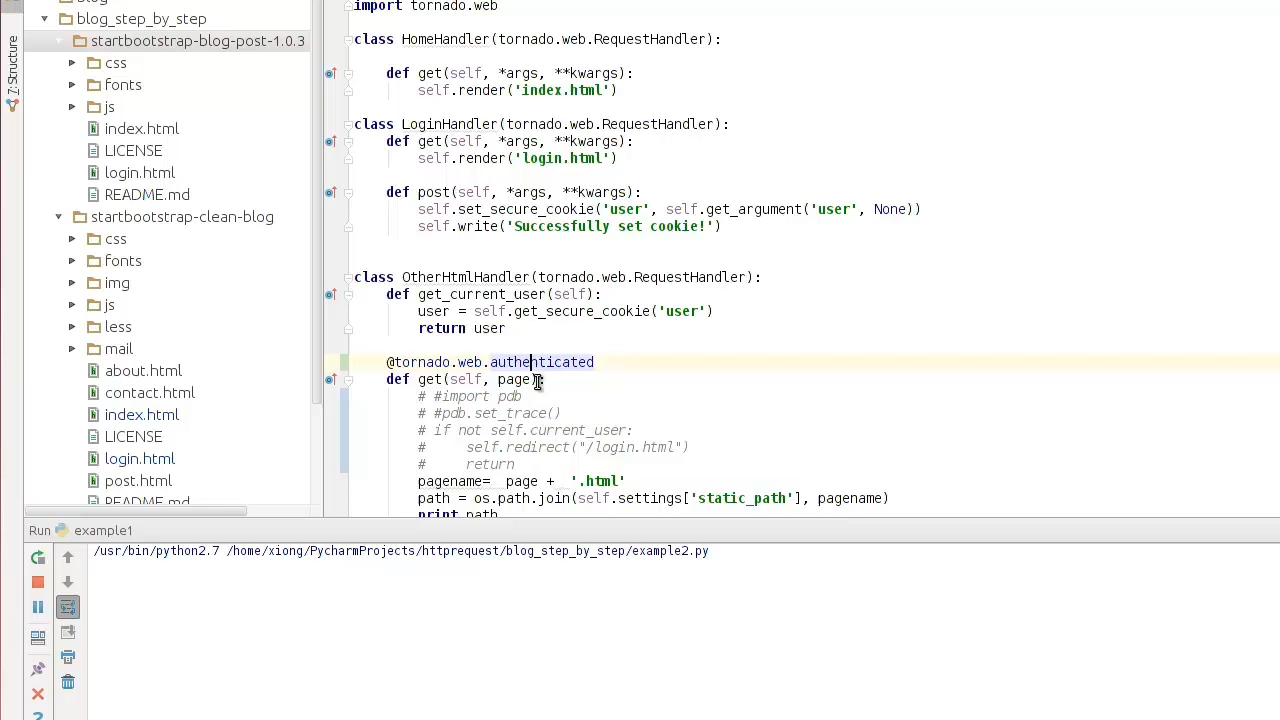 blog
blog_step_by_step
startbootstrap-blog-post-1.0.3
css
fonts
js
index.html
LICENSE
login.html
README.md
startbootstrap-clean-blog
css
fonts
img
js
less
mail
about.html
contact.html
index.html
LICENSE
login.html
post.html
README.md
7: Structure
import tornado.web
class HomeHandler(tornado.web.RequestHandler):
def get(self, *args, **kwargs):
self.render('index.html')
class LoginHandler(tornado.web.RequestHandler):
def get(self, *args, **kwargs):
self.render('login.html')
def post(self, *args, **kwargs):
self.set_secure_cookie('user', self.get_argument('user', None))
self.write('Successfully set cookie!')
class OtherHtmlHandler(tornado.web.RequestHandler):
def get_current_user(self):
user = self.get_secure_cookie('user')
return user
@tornado.web.authenticated
def get(self, page):
# #import pdb
# #pdb.set_trace()
# if not self.current_user:
#     self.redirect("/login.html")
#     return
pagename=  page +  '.html'
path = os.path.join(self.settings['static_path'], pagename)
print path
Run example1
/usr/bin/python2.7 /home/xiong/PycharmProjects/httprequest/blog_step_by_step/example2.py